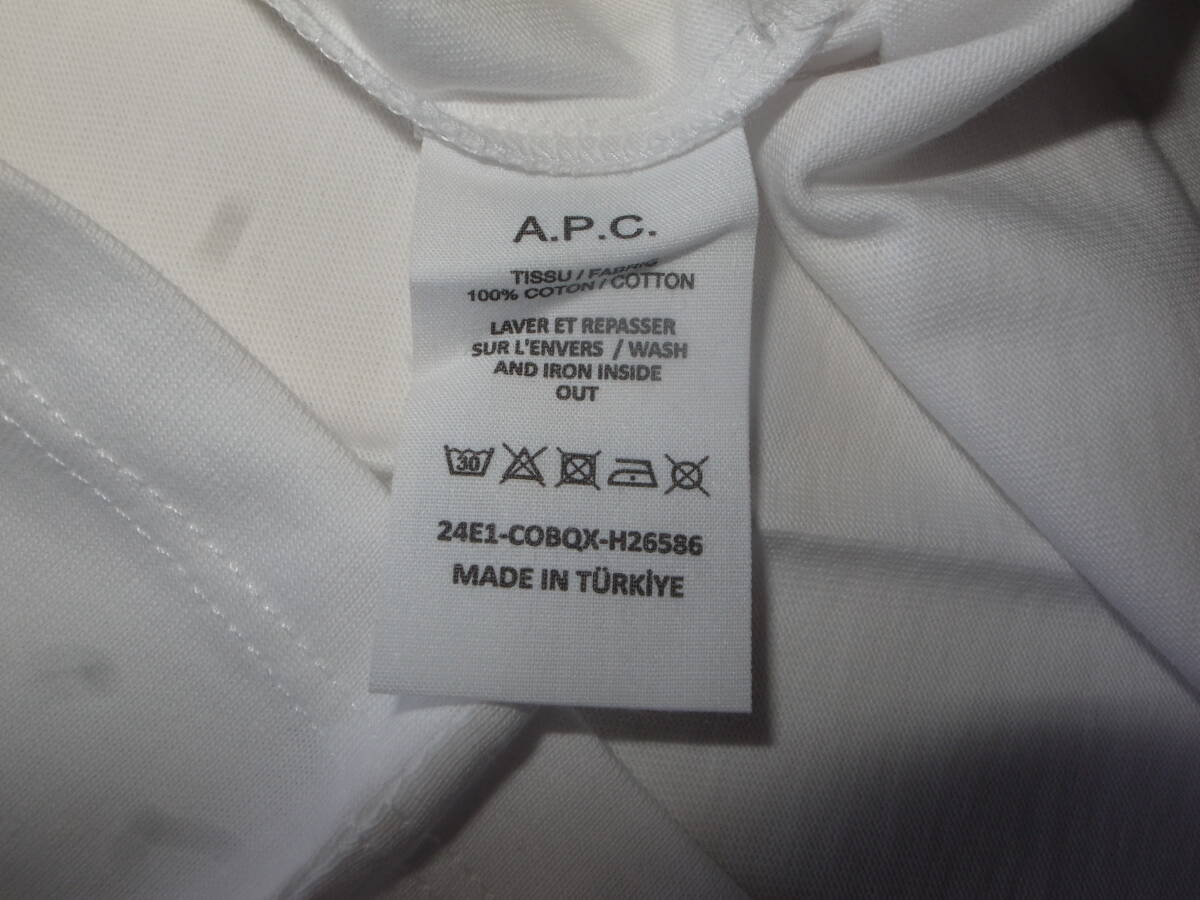 A.P.C.
TISSU / FABRIC
100% COTON / COTTON
LAVER ET REPASSER
SUR L'ENVERS / WASH
AND IRON INSIDE
OUT
30
24E1-COBQX-H26586
MADE IN TÜRKİYE